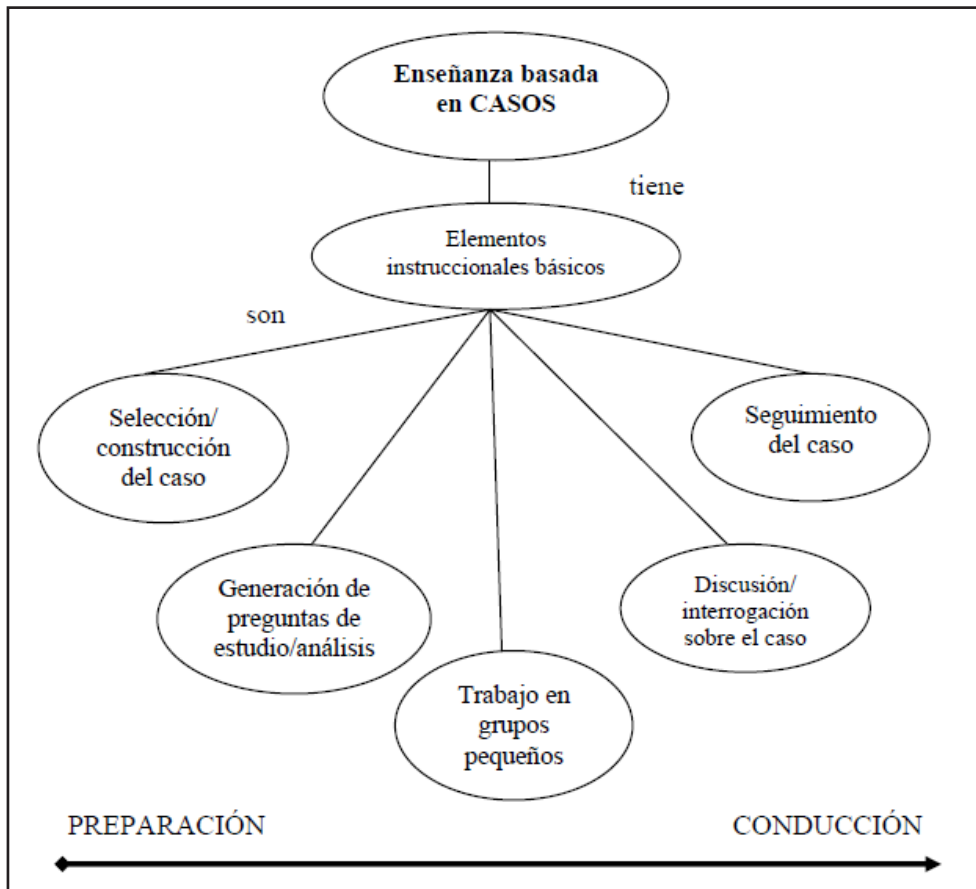 Enseñanza basada
en CASOS
tiene
Elementos
instruccionales básicos
son
Selección/
construcción
del caso
Seguimiento
del caso
Generación de
preguntas de
estudio/análisis
Discusión/
interrogación
sobre el caso
Trabajo en
grupos
pequeños
PREPARACIÓN
CONDUCCIÓN